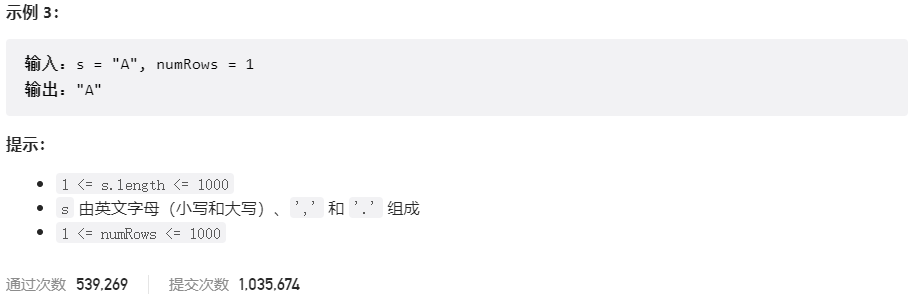 示例 3：
输入：s = "A", numRows = 1
输出："A"
提示：
1 <= s.length <= 1000
s 由英文字母（小写和大写）、',' 和 '.' 组成
1 <= numRows <= 1000
通过次数 539,269 提交次数 1,035,674